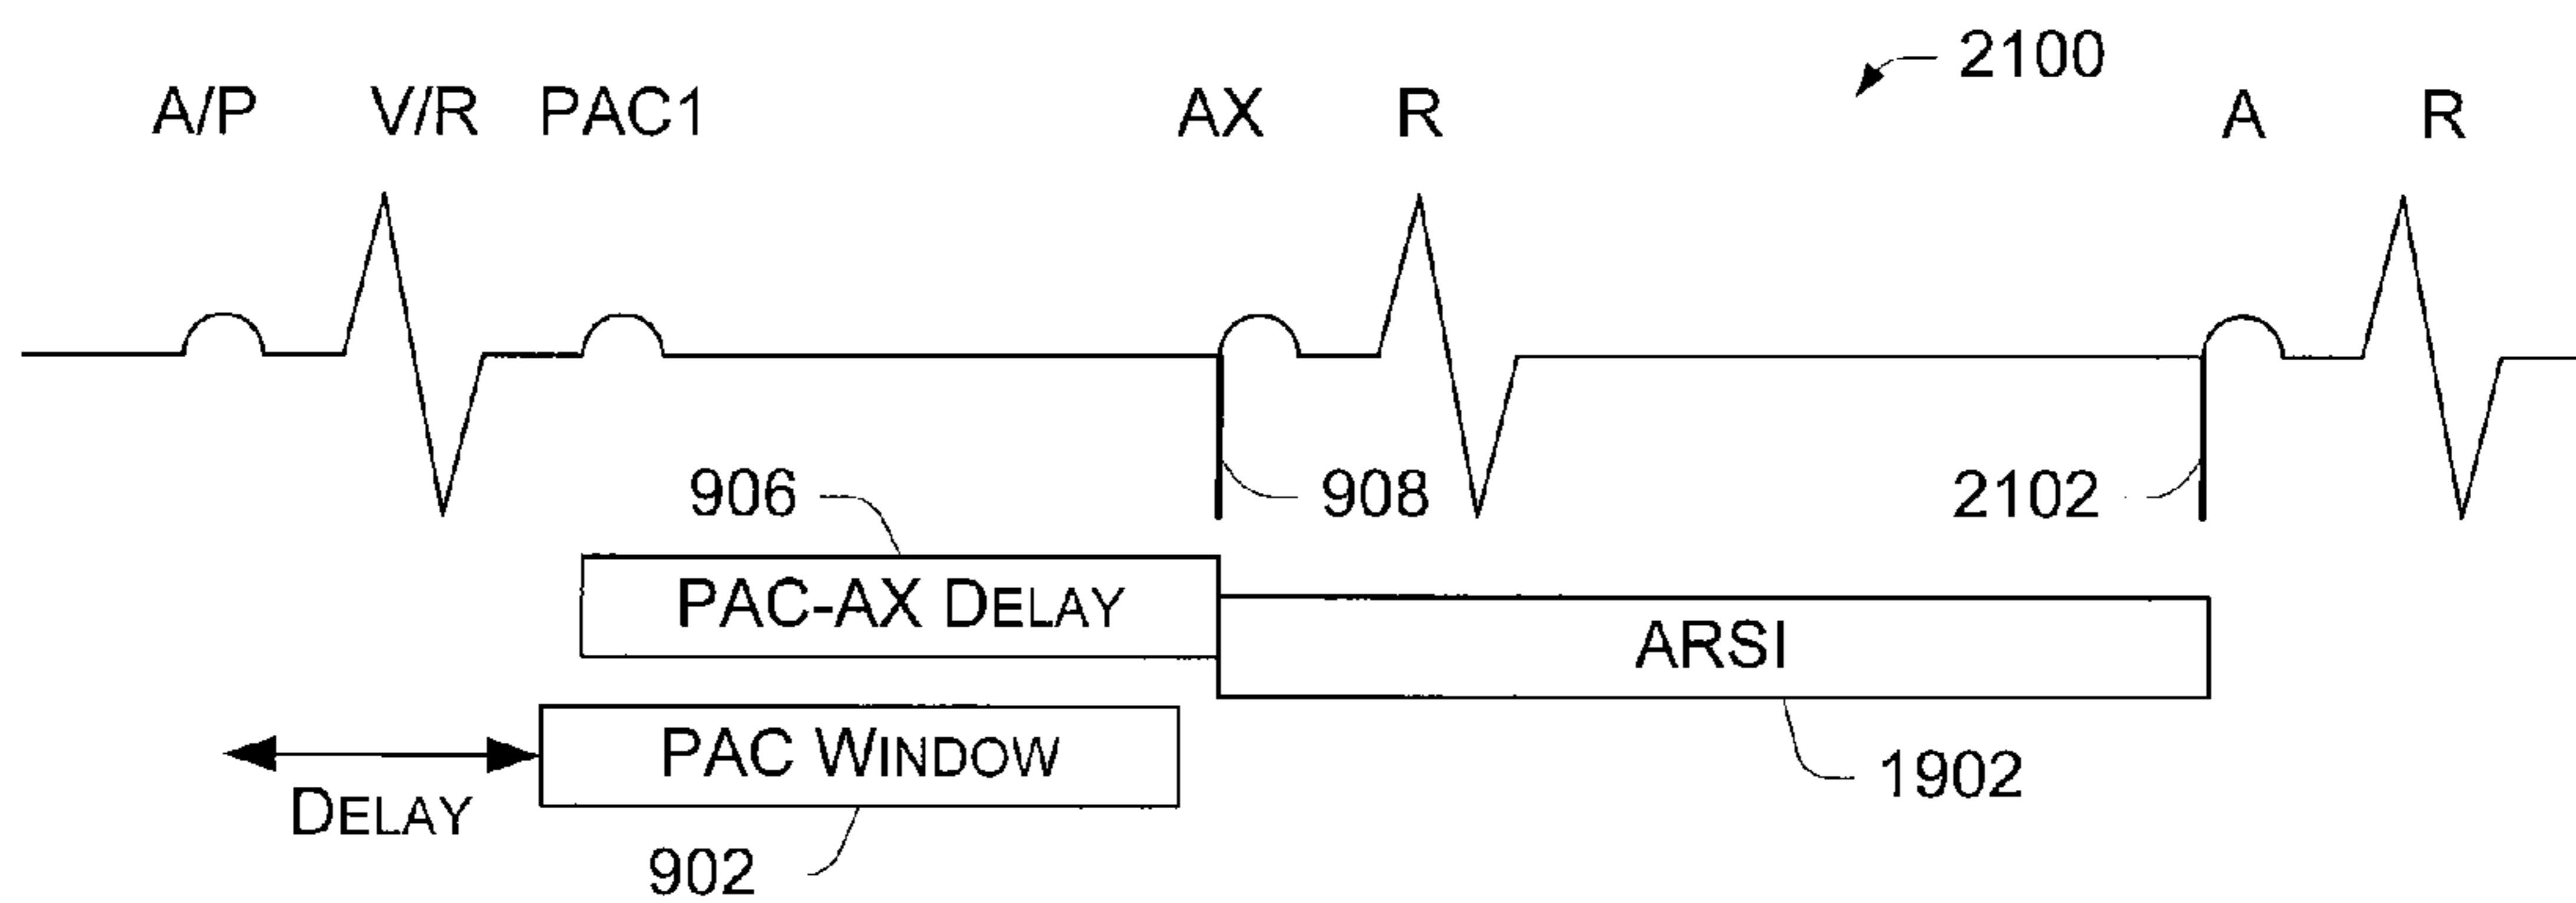 2100
A/P V/R PAC1 AX R A R
906 908 2102
PAC-AX DELAY
ARSI
PAC WINDOW
DELAY
1902
902